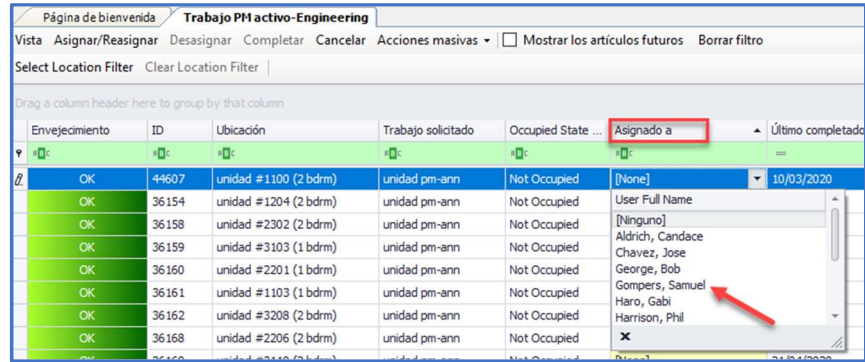 Página de bienvenida Trabajo PM activo-Engineering
Vista Asignar/Reasignar Desasignar Completar Cancelar Acciones masivas Mostrar los artículos futuros Borrar filtro
Select Location Filter Clear Location Filter
Drag a column header here to group by that column
Envejecimiento ID Ubicación Trabajo solicitado Occupied State ... Asignado a Último completado
OK 44607 unidad #1100 (2 bdrm) unidad pm-ann Not Occupied [None] 10/03/2020
OK 36154 unidad #1204 (2 bdrm) unidad pm-ann Not Occupied User Full Name
OK 36158 unidad #2302 (2 bdrm) unidad pm-ann Not Occupied [Ninguno]
Aldrich, Candace
OK 36159 unidad #3103 (1 bdrm) unidad pm-ann Not Occupied Chavez, Jose
OK 36160 unidad #2201 (1 bdrm) unidad pm-ann Not Occupied George, Bob
OK 36161 unidad #1103 (1 bdrm) unidad pm-ann Not Occupied Gompers, Samuel
Haro, Gabi
OK 36162 unidad #3208 (2 bdrm) unidad pm-ann Not Occupied Harrison, Phil
OK 36168 unidad #2206 (2 bdrm) unidad pm-ann Not Occupied x